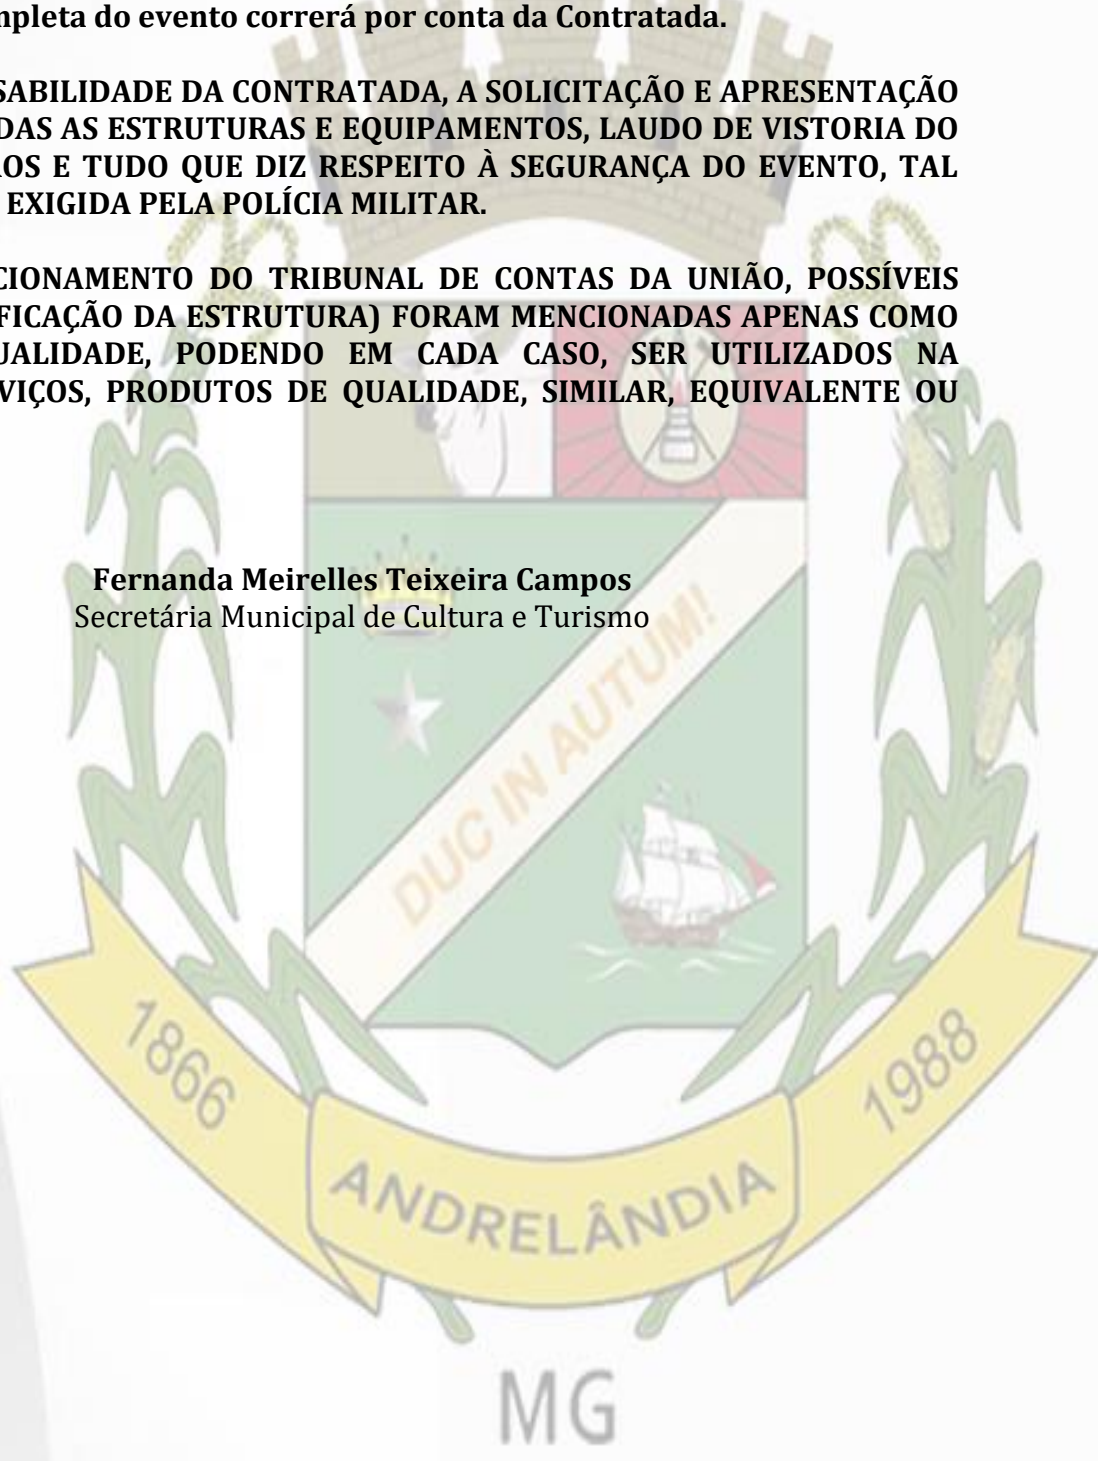 mpleta do evento correrá por conta da Contratada.
SABILIDADE DA CONTRATADA, A SOLICITAÇÃO E APRESENTAÇÃO
DAS AS ESTRUTURAS E EQUIPAMENTOS, LAUDO DE VISTORIA DO
ROS E TUDO QUE DIZ RESPEITO À SEGURANÇA DO EVENTO, TAL
EXIGIDA PELA POLÍCIA MILITAR.
CIONAMENTO DO TRIBUNAL DE CONTAS DA UNIÃO, POSSÍVEIS
FICAÇÃO DA ESTRUTURA) FORAM MENCIONADAS APENAS COMO
UALIDADE, PODENDO EM CADA CASO, SER UTILIZADOS NA
VIÇOS, PRODUTOS DE QUALIDADE, SIMILAR, EQUIVALENTE OU
Fernanda Meirelles Teixeira Campos
Secretária Municipal de Cultura e Turismo
DUC IN AUTUM!
1866
ANDRELÂNDIA
1988
MG